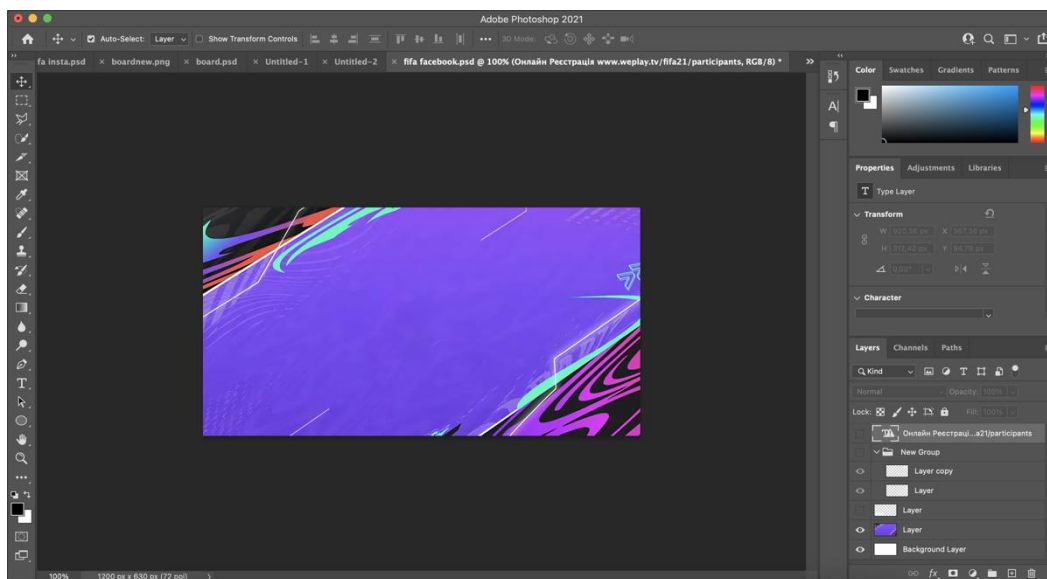 Adobe Photoshop 2021
Auto-Select: Layer Show Transform Controls 3D Mode:
fa insta.psd × boardnew.png × board.psd × Untitled-1 × Untitled-2 × fifa facebook.psd @ 100% (Онлайн Реєстрація www.weplay.tv/fifa21/participants, RGB/8) *
Color Swatches Gradients Patterns
Properties Adjustments Libraries
T Type Layer
Transform
W X
H Y
Character
Layers Channels Paths
Kind
Normal Opacity: 100%
Lock: Fill: 100%
Онлайн Реєстраці...a21/participants
New Group
Layer copy
Layer
Layer
Layer
Background Layer
100% 1200 px x 630 px (72 ppi)